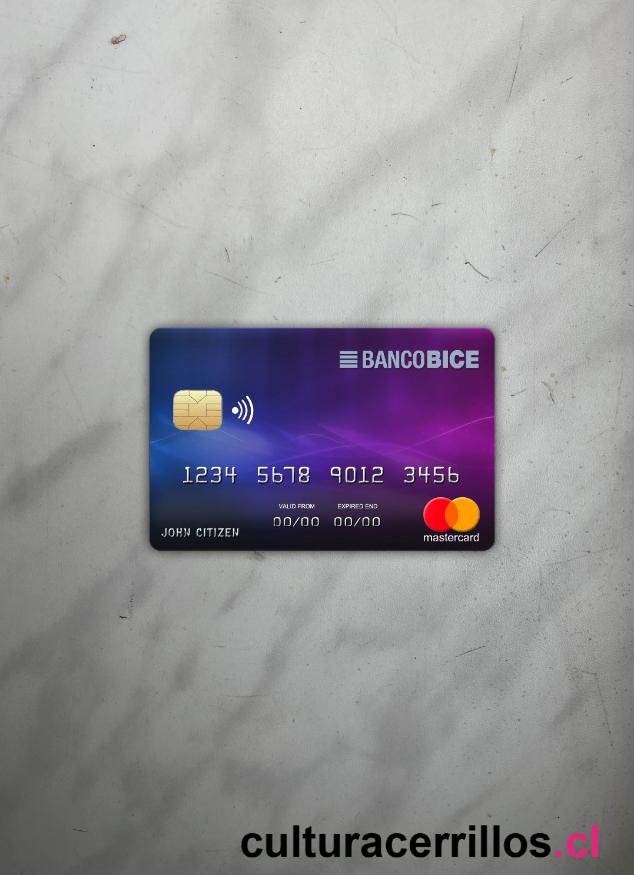 BANCOBICE
1234 5678 9012 3456
VALID FROM EXPIRED END
00/00 00/00
JOHN CITIZEN
mastercard
culturacerrillos.cl